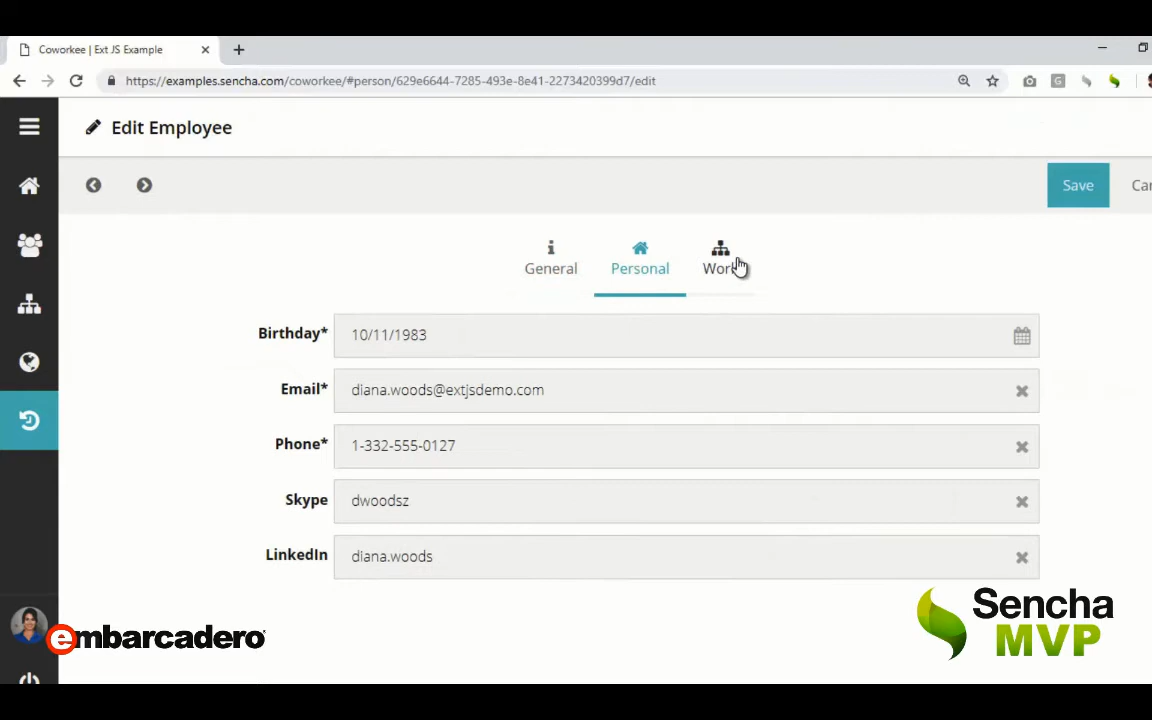 Coworkee | Ext JS Example
https://examples.sencha.com/coworkee/#person/629e6644-7285-493e-8e41-2273420399d7/edit
Edit Employee
Save
General
Personal
Birthday* 10/11/1983
Email* diana.woods@extjsdemo.com
Phone* 1-332-555-0127
Skype dwoodsz
LinkedIn diana.woods
embarcadero
Sencha
MVP